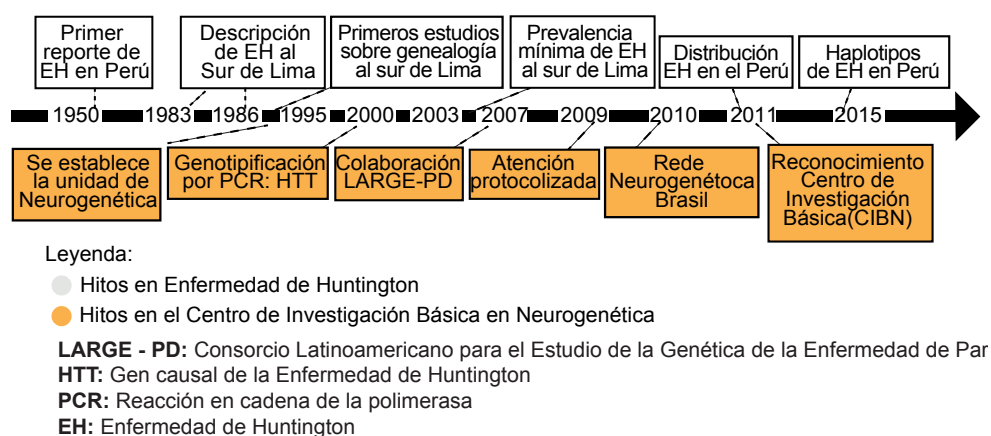 Primer
reporte de
EH en Perú
Descripción
de EH al
Sur de Lima
Primeros estudios
sobre genealogía
al sur de Lima
Prevalencia
mínima de EH
al sur de Lima
Distribución
EH en el Perú
Haplotipos
de EH en Perú
1950 1983 1986 1995 2000 2003 2007 2009 2010 2011 2015
Se establece
la unidad de
Neurogenética
Genotipificación
por PCR: HTT
Colaboración
LARGE-PD
Atención
protocolizada
Rede
Neurogenétoca
Brasil
Reconocimiento
Centro de
Investigación
Básica(CIBN)
Leyenda:
Hitos en Enfermedad de Huntington
Hitos en el Centro de Investigación Básica en Neurogenética
LARGE - PD: Consorcio Latinoamericano para el Estudio de la Genética de la Enfermedad de Par
HTT: Gen causal de la Enfermedad de Huntington
PCR: Reacción en cadena de la polimerasa
EH: Enfermedad de Huntington